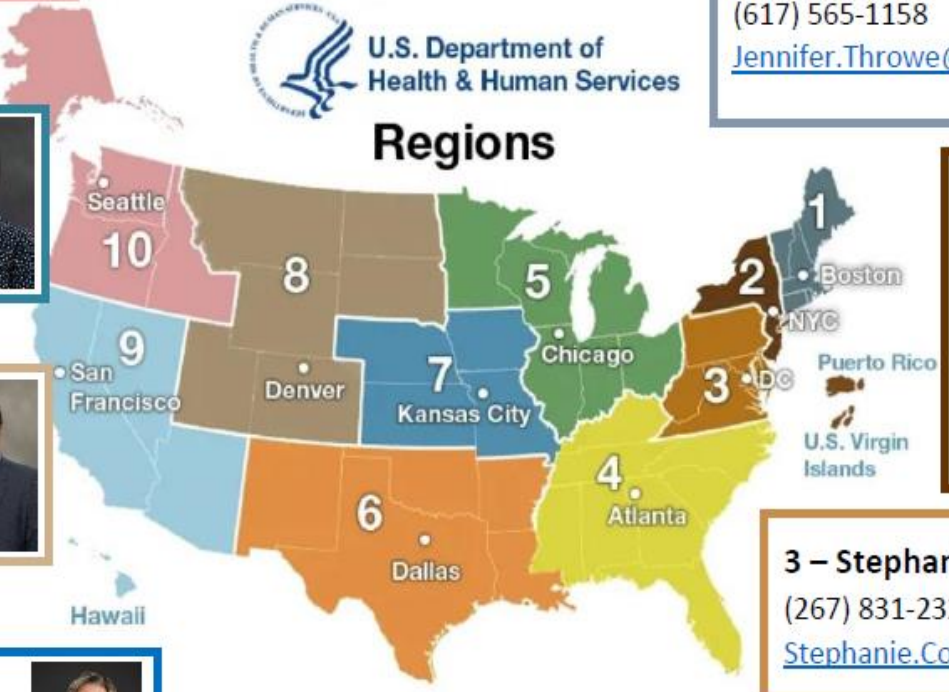 (617) 565-1158
Jennifer.Throwe@
U.S. Department of
Health & Human Services
Regions
Seattle
10
8
5
1
2
Boston
NYC
9
San
Francisco
Denver
7
Kansas City
Chicago
3
DC
Puerto Rico
U.S. Virgin
Islands
4
Atlanta
6
Dallas
Hawaii
3 – Stephan
(267) 831-23
Stephanie.Co